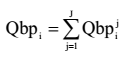 Qbp_i = \sum_{j=1}^{J} Qbp_i^j